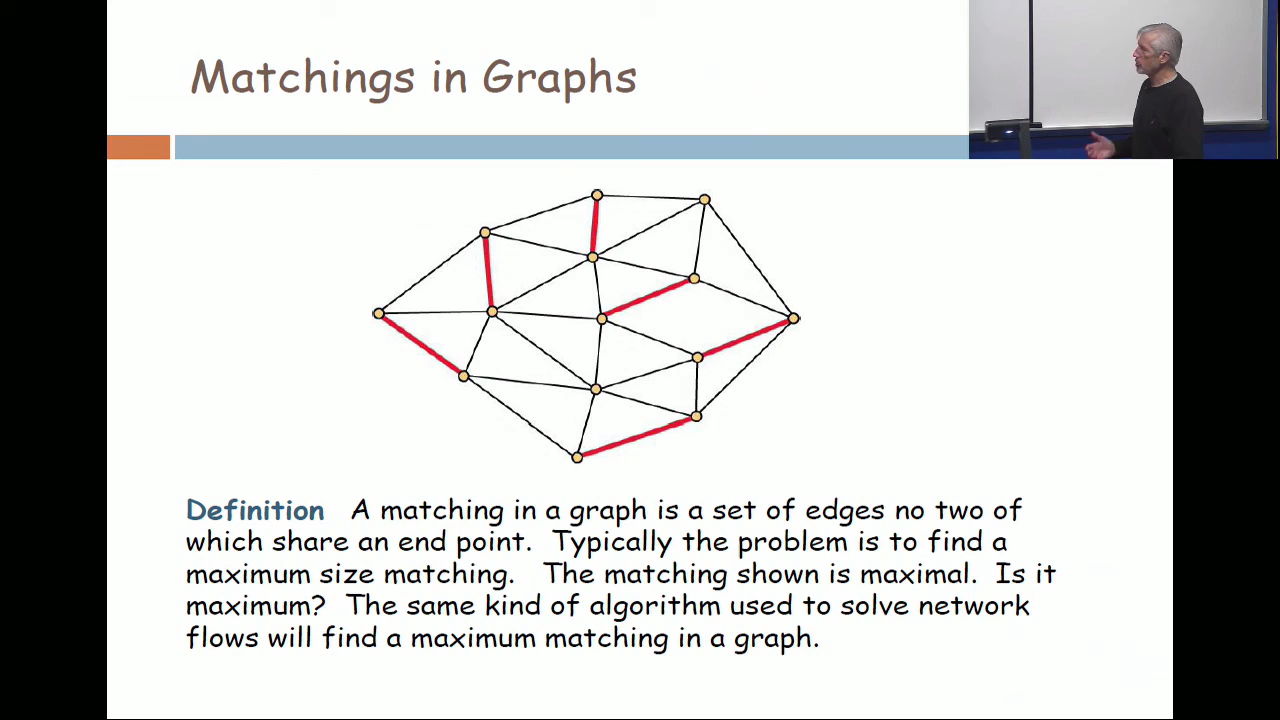 Matchings in Graphs
Definition A matching in a graph is a set of edges no two of
which share an end point. Typically the problem is to find a
maximum size matching. The matching shown is maximal. Is it
maximum? The same kind of algorithm used to solve network
flows will find a maximum matching in a graph.